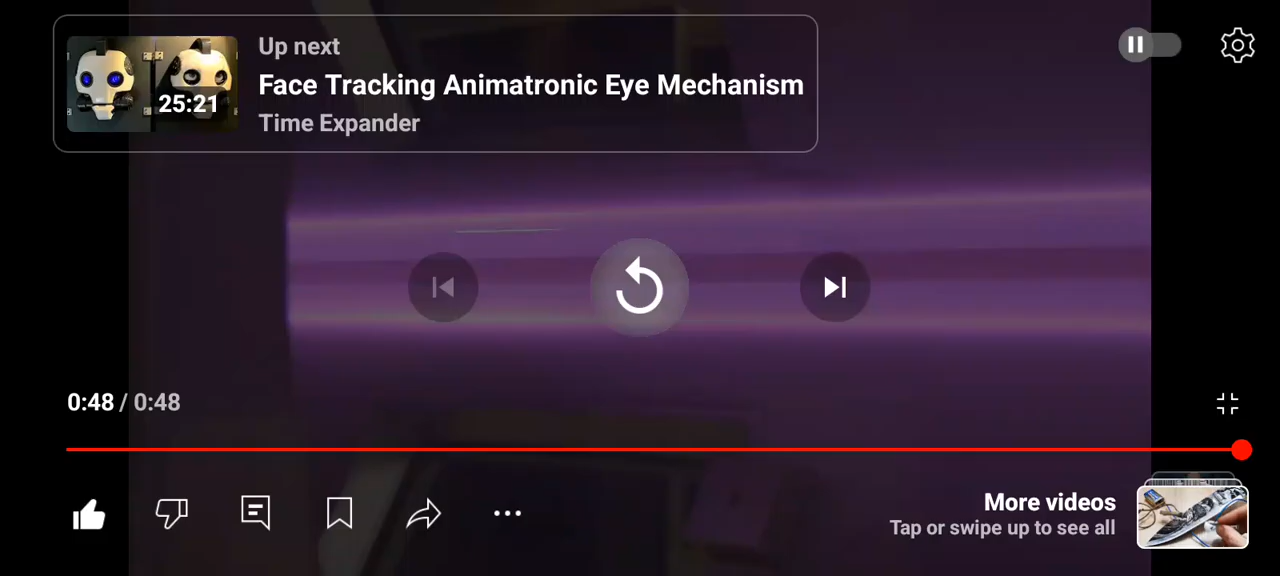 Up next
Face Tracking Animatronic Eye Mechanism
25:21
Time Expander
0:48 / 0:48
More videos
Tap or swipe up to see all